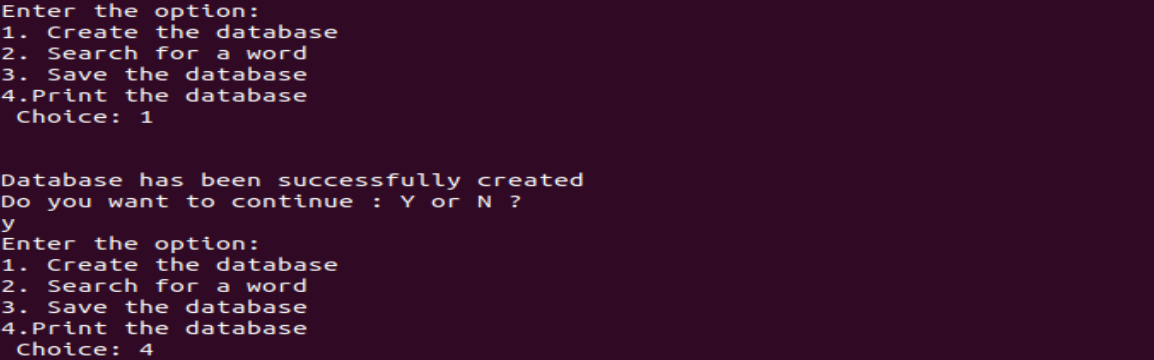 Enter the option:
1. Create the database
2. Search for a word
3. Save the database
4.Print the database
Choice: 1
Database has been successfully created
Do you want to continue : Y or N ?
y
Enter the option:
1. Create the database
2. Search for a word
3. Save the database
4.Print the database
Choice: 4